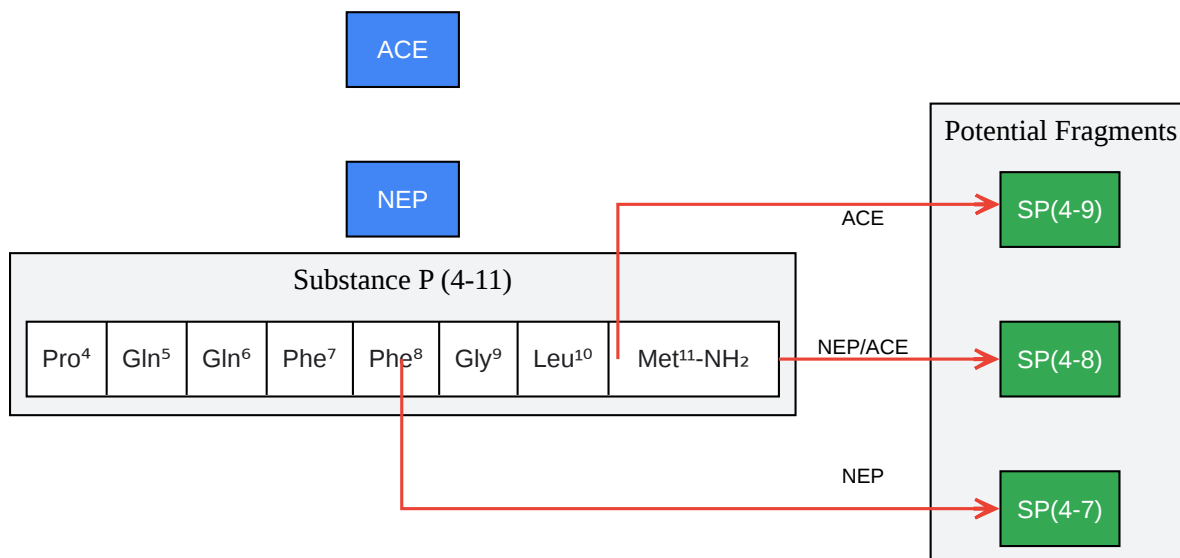 ACE
Potential Fragments
NEP
SP(4-9)
ACE
Substance P (4-11)
Pro⁴ Gln⁵ Gln⁶ Phe⁷ Phe⁸ Gly⁹ Leu¹⁰ Met¹¹-NH₂
NEP/ACE
SP(4-8)
NEP
SP(4-7)